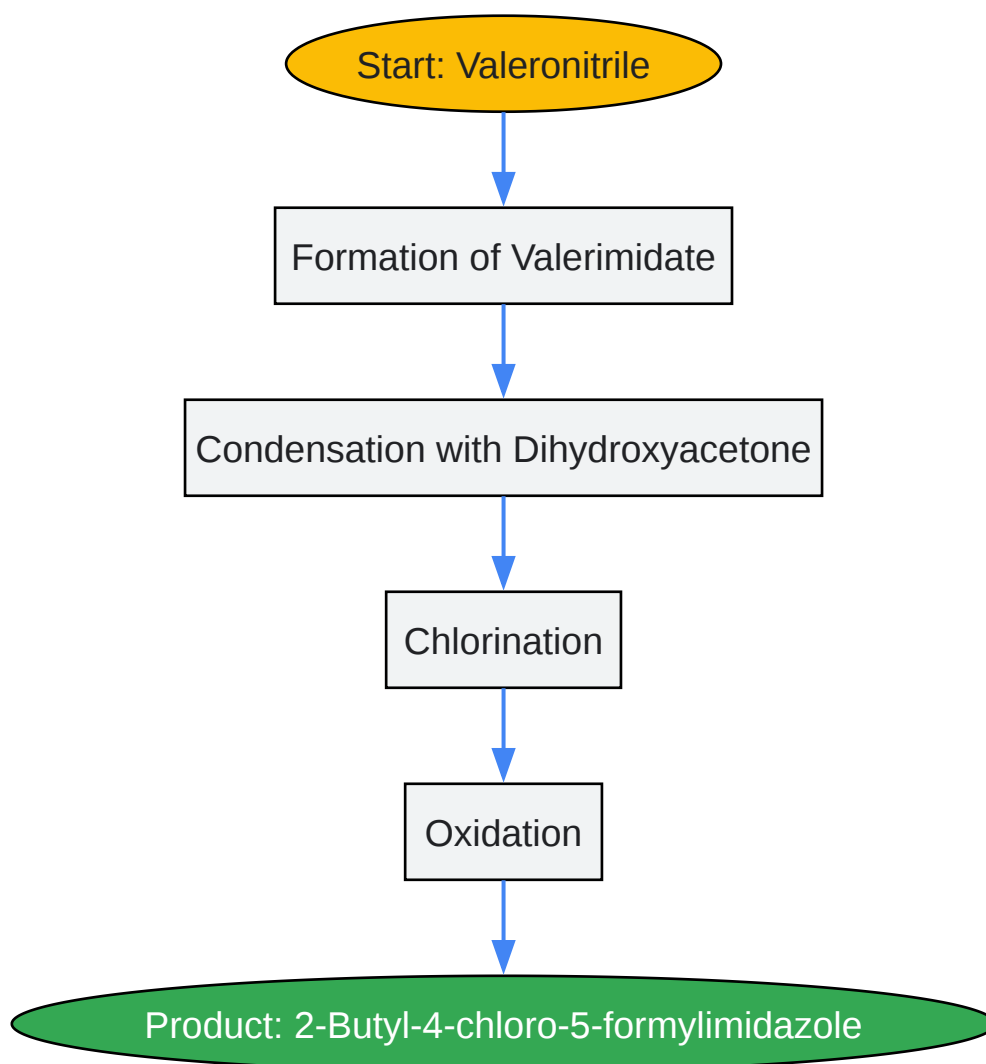 Start: Valeronitrile
Formation of Valerimidate
Condensation with Dihydroxyacetone
Chlorination
Oxidation
Product: 2-Butyl-4-chloro-5-formylimidazole